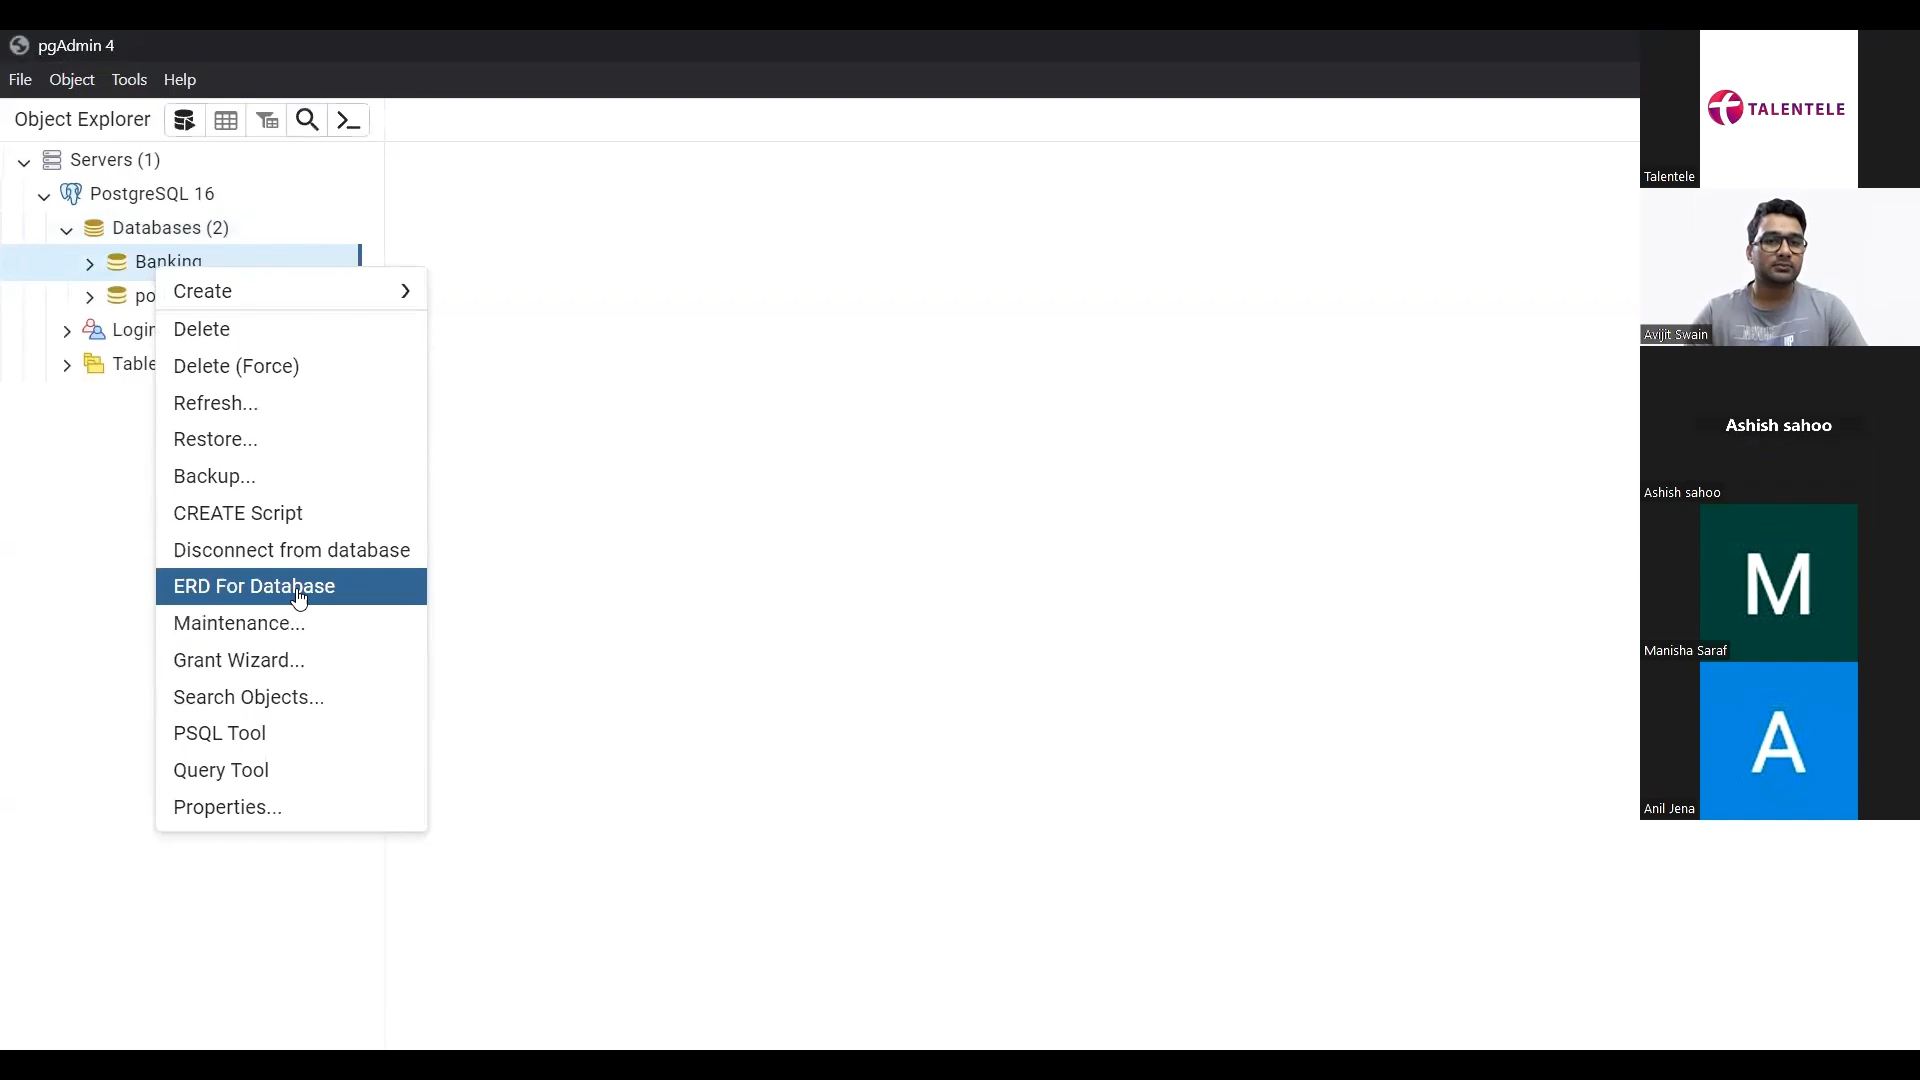 pgAdmin 4
File Object Tools Help
Object Explorer
Servers (1)
PostgreSQL 16
Databases (2)
Banking
po
Login
Table
Create
Delete
Delete (Force)
Refresh...
Restore...
Backup...
CREATE Script
Disconnect from database
ERD For Database
Maintenance...
Grant Wizard...
Search Objects...
PSQL Tool
Query Tool
Properties...
TALENTELE
Talentele
Avijit Swain
Ashish sahoo
Ashish sahoo
M
Manisha Saraf
A
Anil Jena